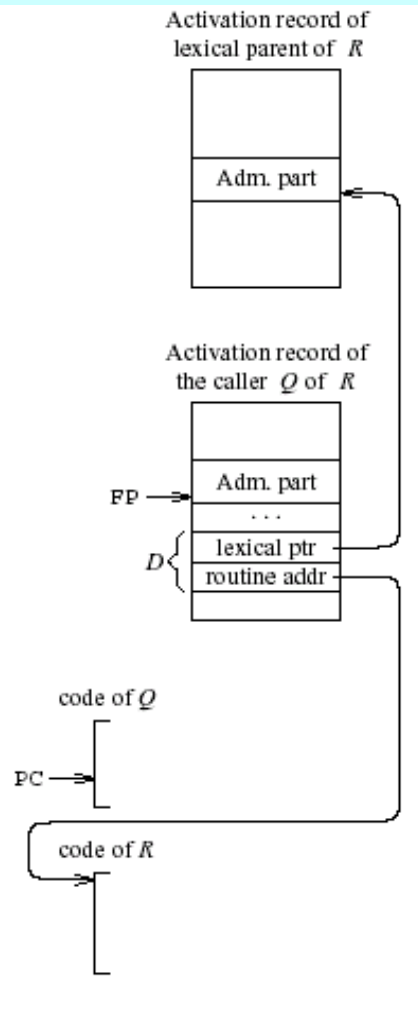 Activation record of
lexical parent of R
Adm. part
Activation record of
the caller Q of R
Adm. part
FP
. . .
lexical ptr
D
routine addr
code of Q
PC
code of R